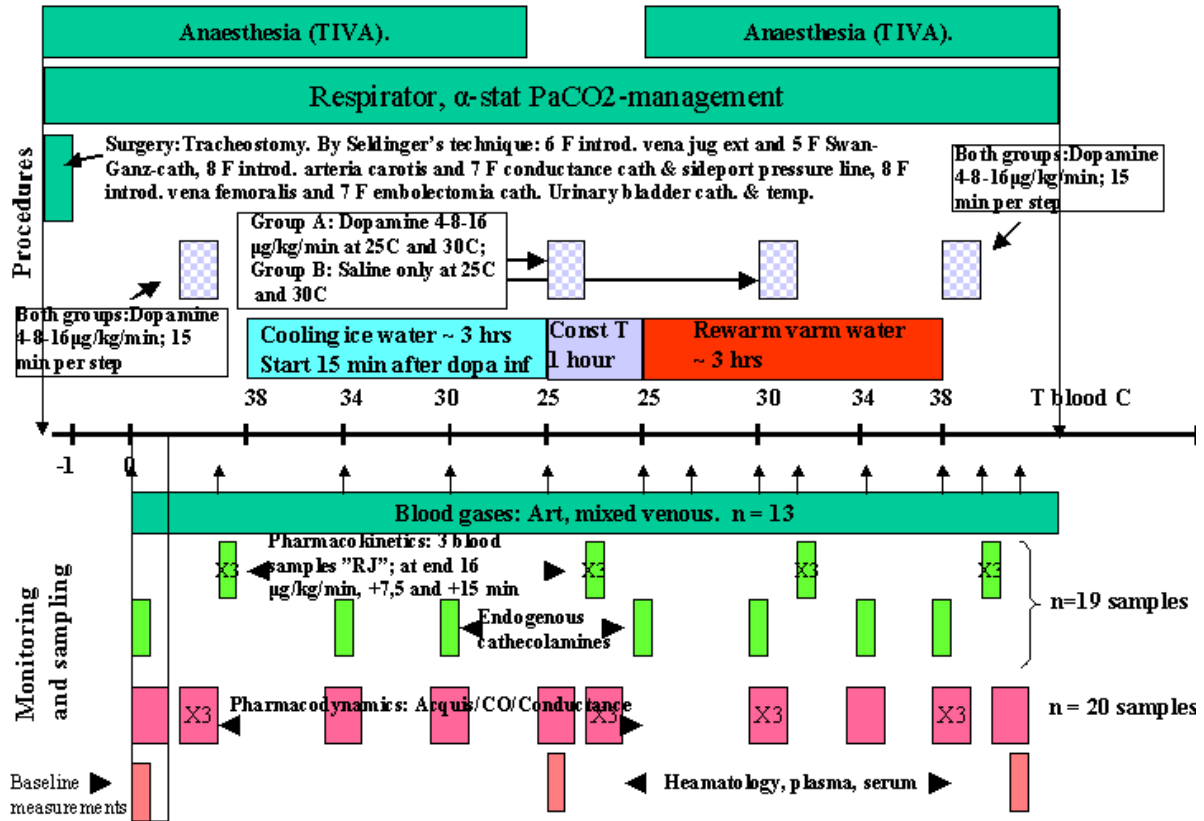 Anaesthesia (TIVA).
Anaesthesia (TIVA).
Respirator, α-stat PaCO2-management
Procedures
Surgery: Tracheostomy. By Seldinger's technique: 6 F introd. vena jug ext and 5 F Swan-
Ganz-cath, 8 F introd. arteria carotis and 7 F conductance cath & sideport pressure line, 8 F
introd. vena femoralis and 7 F embolectomia cath. Urinary bladder cath. & temp.
Both groups:Dopamine
4-8-16µg/kg/min; 15
min per step
Group A: Dopamine 4-8-16
µg/kg/min at 25C and 30C;
Group B: Saline only at 25C
and 30C
Both groups:Dopamine
4-8-16µg/kg/min; 15
min per step
Cooling ice water ~ 3 hrs
Start 15 min after dopa inf
Const T
1 hour
Rewarm varm water
~ 3 hrs
38 34 30 25 25 30 34 38 T blood C
-1 0
Monitoring
and sampling
Blood gases: Art, mixed venous. n = 13
Pharmacokinetics: 3 blood
samples "RJ"; at end 16
µg/kg/min, +7,5 and +15 min
X3 X3 X3 X3
n=19 samples
Endogenous
cathecolamines
Pharmacodynamics: Acquis/CO/Conductance
X3 X3 X3 X3
n = 20 samples
Baseline
measurements
Heamatology, plasma, serum